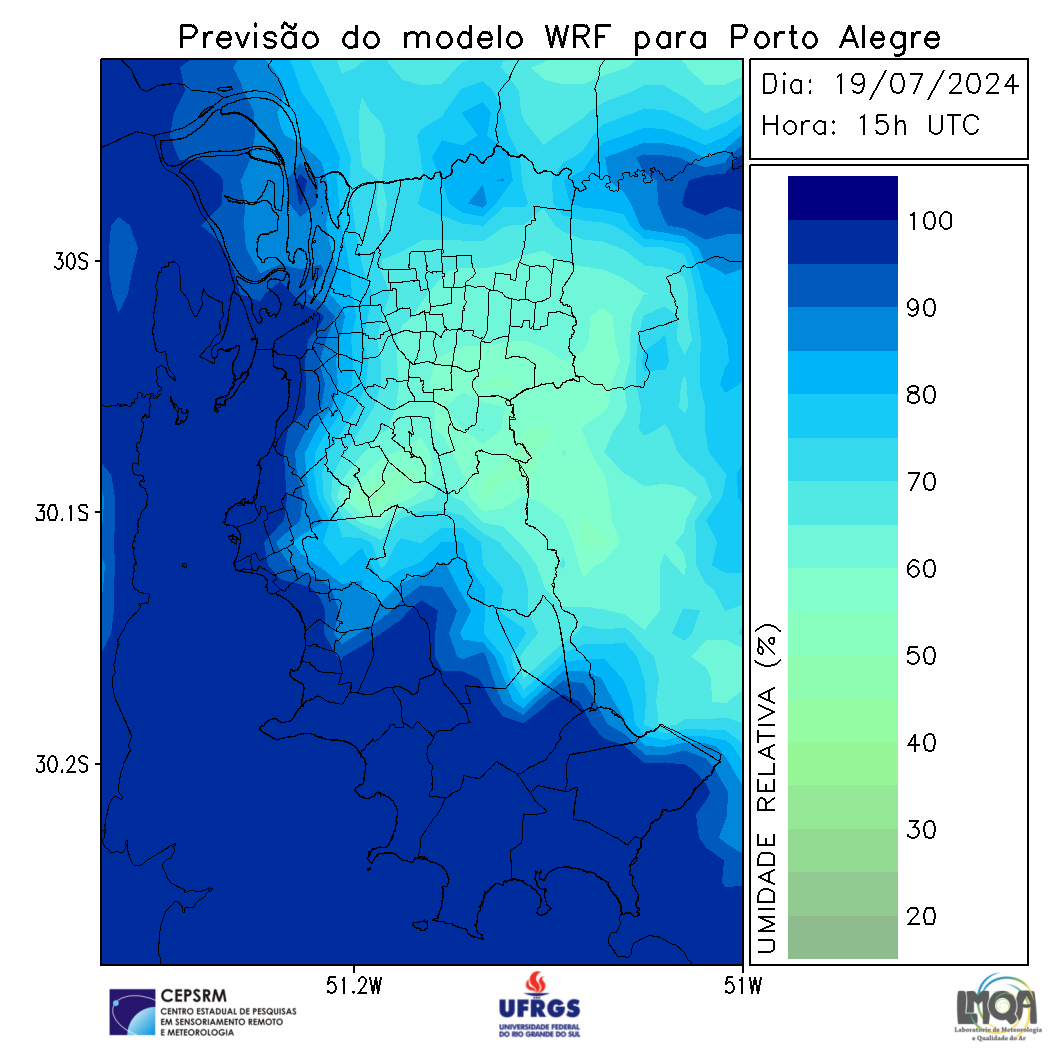 Previsão do modelo WRF para Porto Alegre
Dia: 19/07/2024
Hora: 15h UTC
100
90
80
70
60
50
40
30
20
UMIDADE RELATIVA (%)
30S
30.1S
30.2S
51.2W
51W
CEPSRM
CENTRO ESTADUAL DE PESQUISAS
EM SENSORIAMENTO REMOTO
E METEOROLOGIA
UFRGS
UNIVERSIDADE FEDERAL
DO RIO GRANDE DO SUL
LMQA
Laboratório de Meteorologia
e Qualidade do Ar